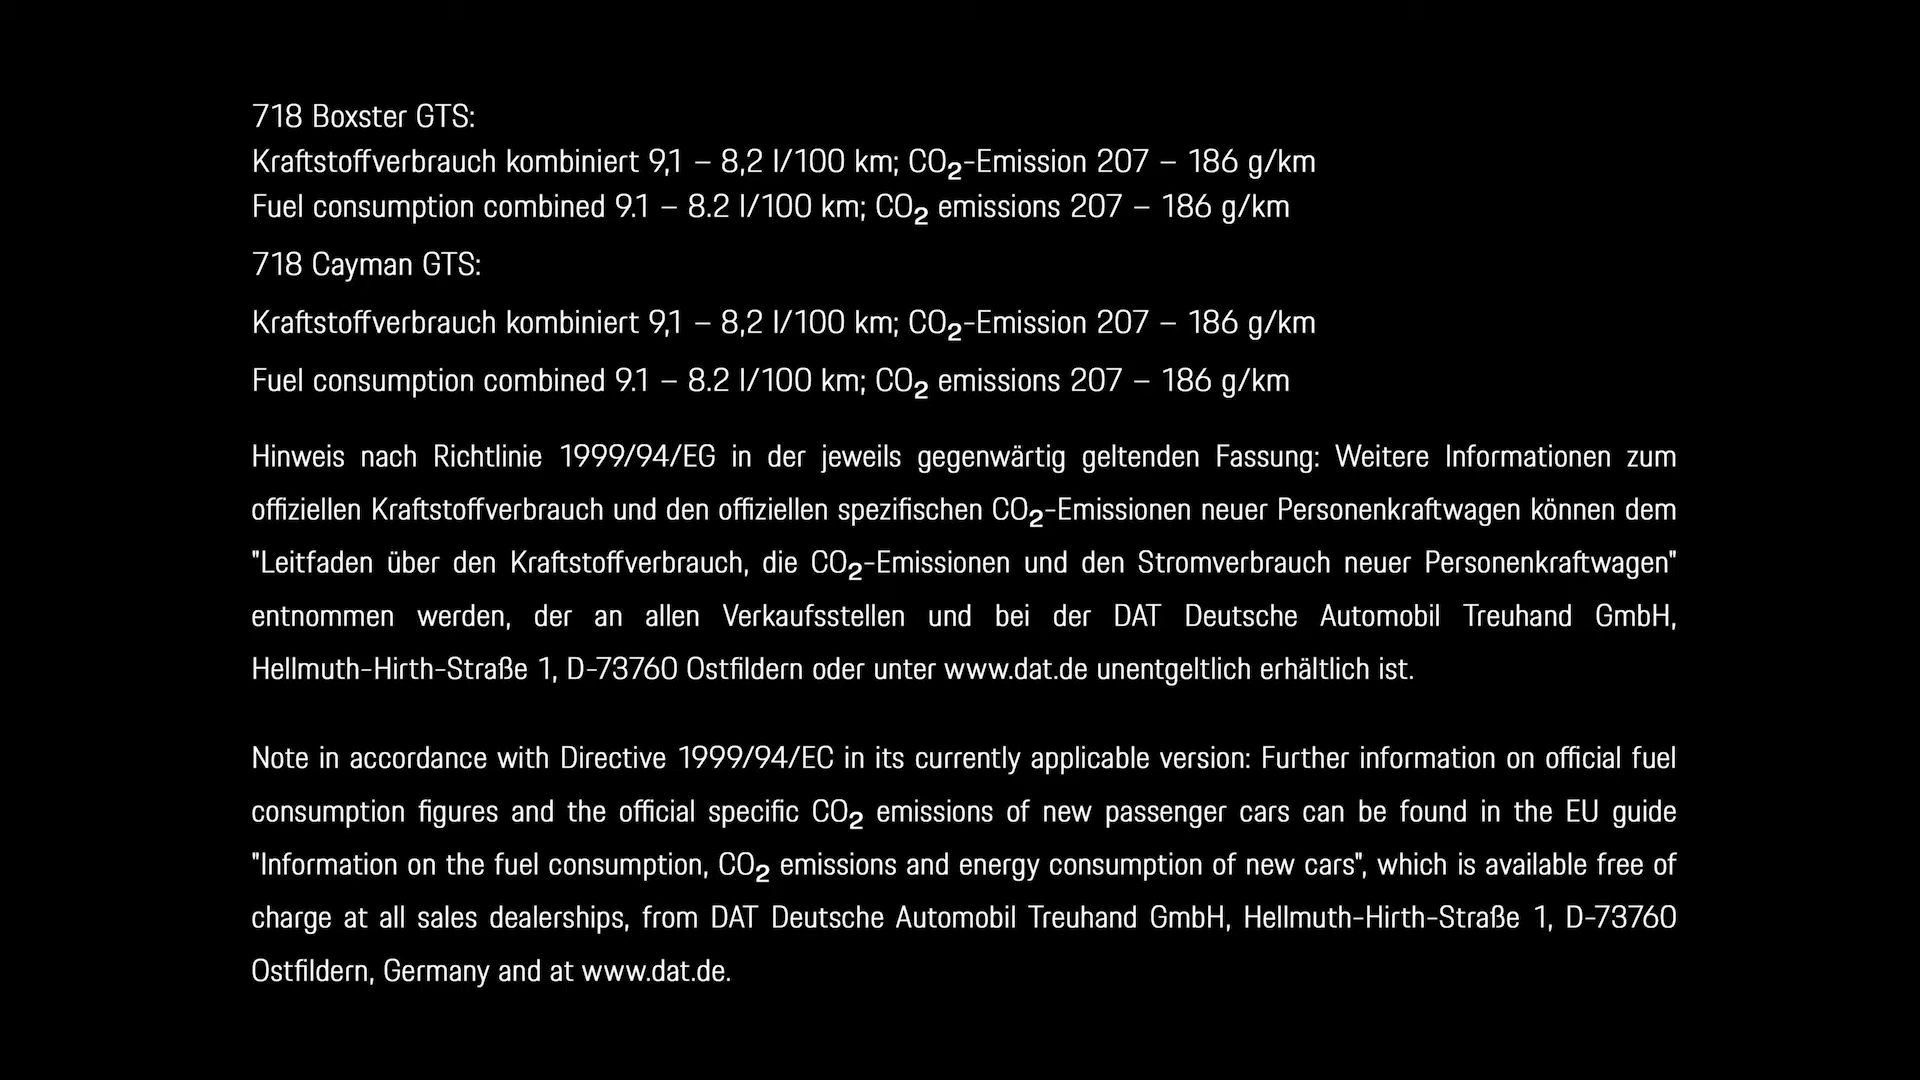 718 Boxster GTS:
Kraftstoffverbrauch kombiniert 9,1 – 8,2 l/100 km; CO₂-Emission 207 – 186 g/km
Fuel consumption combined 9.1 – 8.2 l/100 km; CO₂ emissions 207 – 186 g/km
718 Cayman GTS:
Kraftstoffverbrauch kombiniert 9,1 – 8,2 l/100 km; CO₂-Emission 207 – 186 g/km
Fuel consumption combined 9.1 – 8.2 l/100 km; CO₂ emissions 207 – 186 g/km
Hinweis nach Richtlinie 1999/94/EG in der jeweils gegenwärtig geltenden Fassung: Weitere Informationen zum
offiziellen Kraftstoffverbrauch und den offiziellen spezifischen CO₂-Emissionen neuer Personenkraftwagen können dem
"Leitfaden über den Kraftstoffverbrauch, die CO₂-Emissionen und den Stromverbrauch neuer Personenkraftwagen"
entnommen werden, der an allen Verkaufsstellen und bei der DAT Deutsche Automobil Treuhand GmbH,
Hellmuth-Hirth-Straße 1, D-73760 Ostfildern oder unter www.dat.de unentgeltlich erhältlich ist.
Note in accordance with Directive 1999/94/EC in its currently applicable version: Further information on official fuel
consumption figures and the official specific CO₂ emissions of new passenger cars can be found in the EU guide
"Information on the fuel consumption, CO₂ emissions and energy consumption of new cars", which is available free of
charge at all sales dealerships, from DAT Deutsche Automobil Treuhand GmbH, Hellmuth-Hirth-Straße 1, D-73760
Ostfildern, Germany and at www.dat.de.